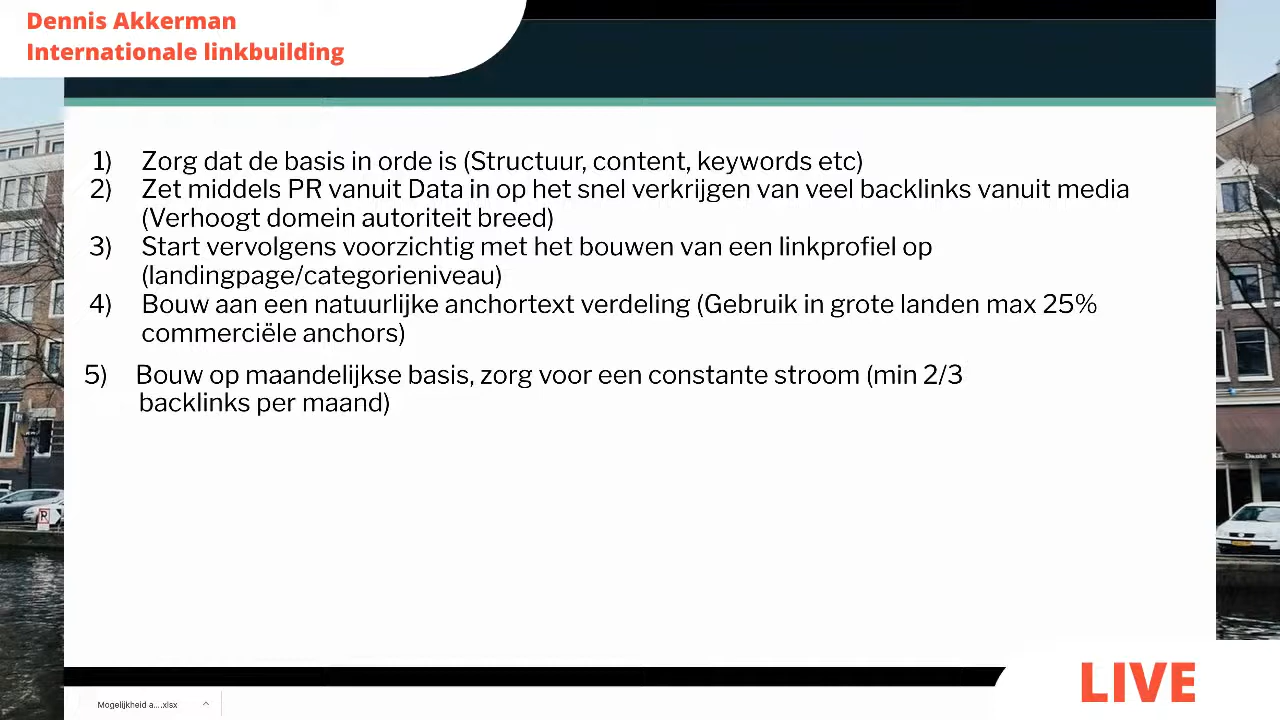 Dennis Akkerman
Internationale linkbuilding
1) Zorg dat de basis in orde is (Structuur, content, keywords etc)
2) Zet middels PR vanuit Data in op het snel verkrijgen van veel backlinks vanuit media
(Verhoogt domein autoriteit breed)
3) Start vervolgens voorzichtig met het bouwen van een linkprofiel op
(landingpage/categorieniveau)
4) Bouw aan een natuurlijke anchortext verdeling (Gebruik in grote landen max 25%
commerciële anchors)
5) Bouw op maandelijkse basis, zorg voor een constante stroom (min 2/3
backlinks per maand)
Dante K
LIVE
Mogelijkheid a....xlsx